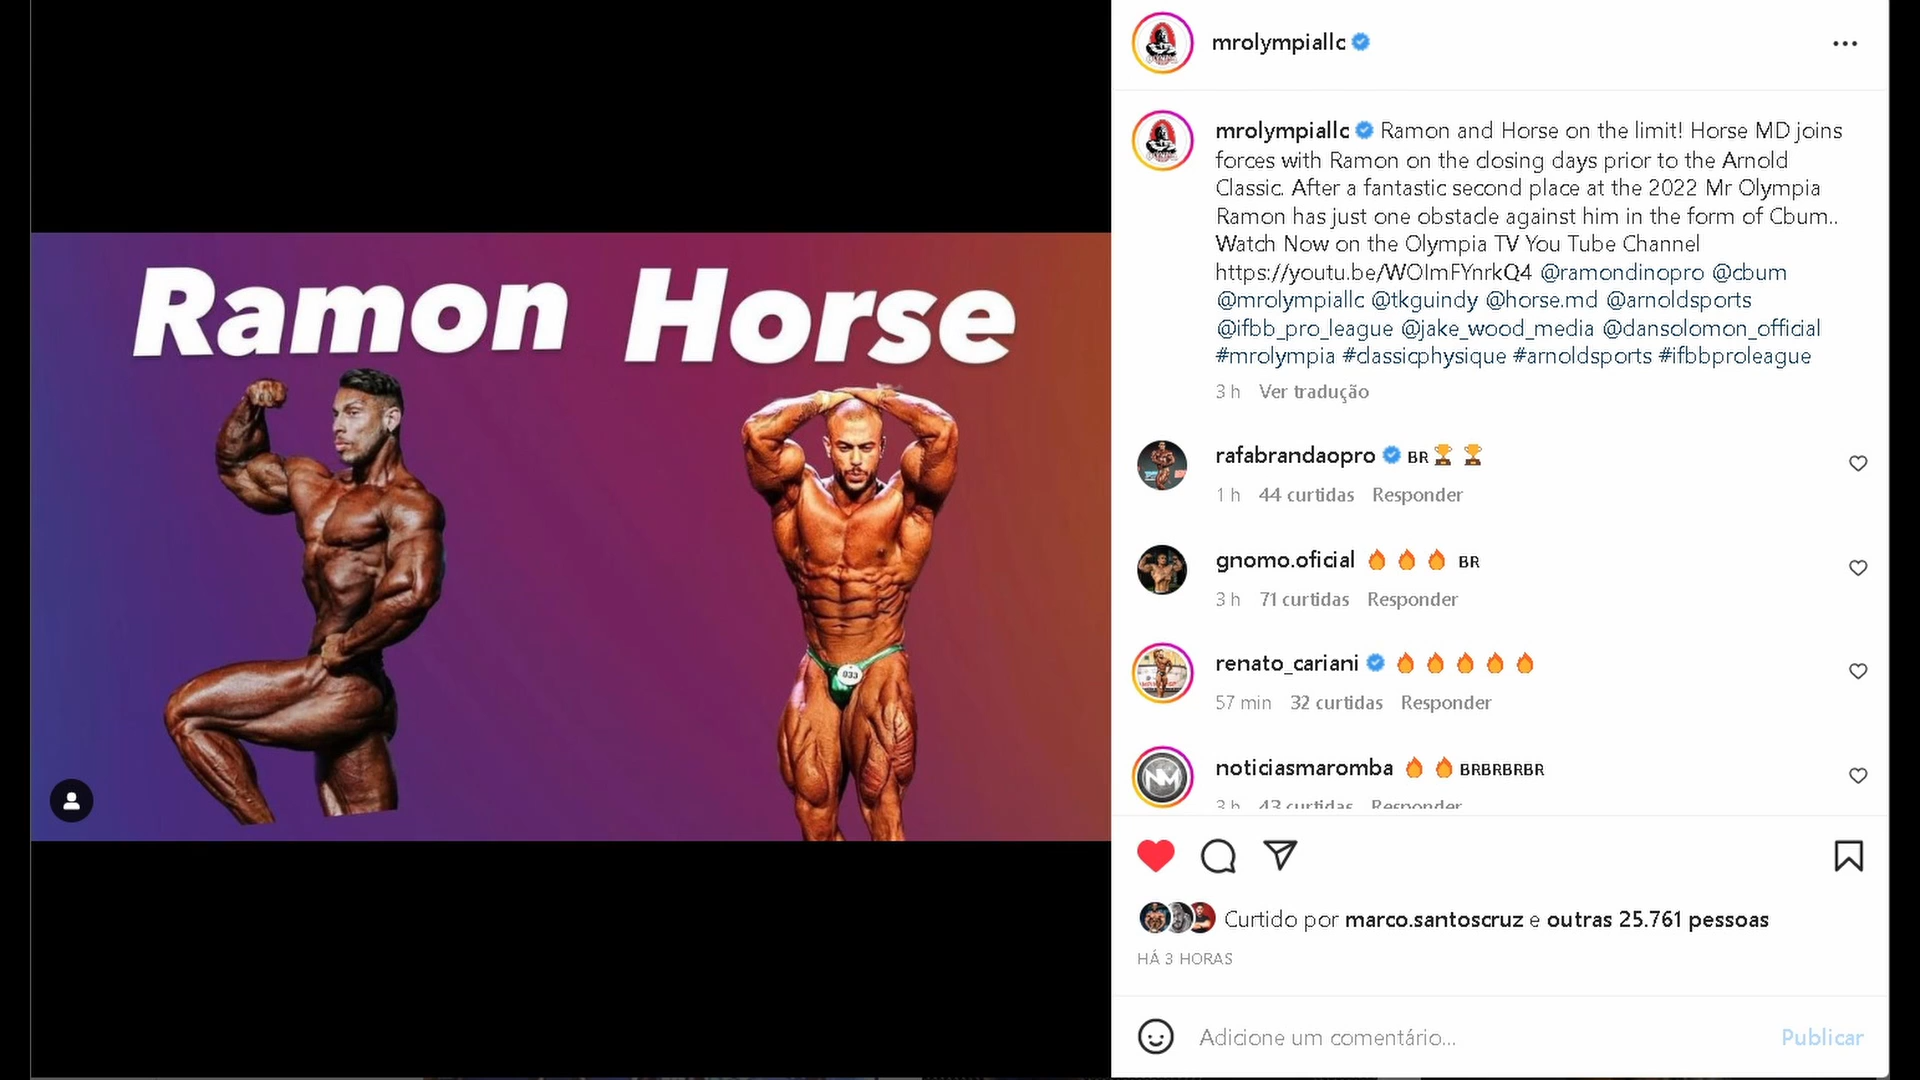 Ramon Horse
033
mrolympiallc
mrolympiallc Ramon and Horse on the limit! Horse MD joins
forces with Ramon on the closing days prior to the Arnold
Classic. After a fantastic second place at the 2022 Mr Olympia
Ramon has just one obstacle against him in the form of Cbum..
Watch Now on the Olympia TV You Tube Channel
https://youtu.be/WOImFYnrkQ4 @ramondinopro @cbum
@mrolympiallc @tkguindy @horse.md @arnoldsports
@ifbb_pro_league @jake_wood_media @dansolomon_official
#mrolympia #classicphysique #arnoldsports #ifbbproleague
3 h Ver tradução
rafabrandaopro BR🏆 🏆
1 h 44 curtidas Responder
gnomo.oficial 🔥 🔥 🔥 BR
3 h 71 curtidas Responder
renato_cariani 🔥 🔥 🔥 🔥 🔥
57 min 32 curtidas Responder
noticiasmaromba 🔥 🔥 BRBRBRBR
3 h 43 curtidas Responder
Curtido por marco.santoscruz e outras 25.761 pessoas
HÁ 3 HORAS
Adicione um comentário... Publicar